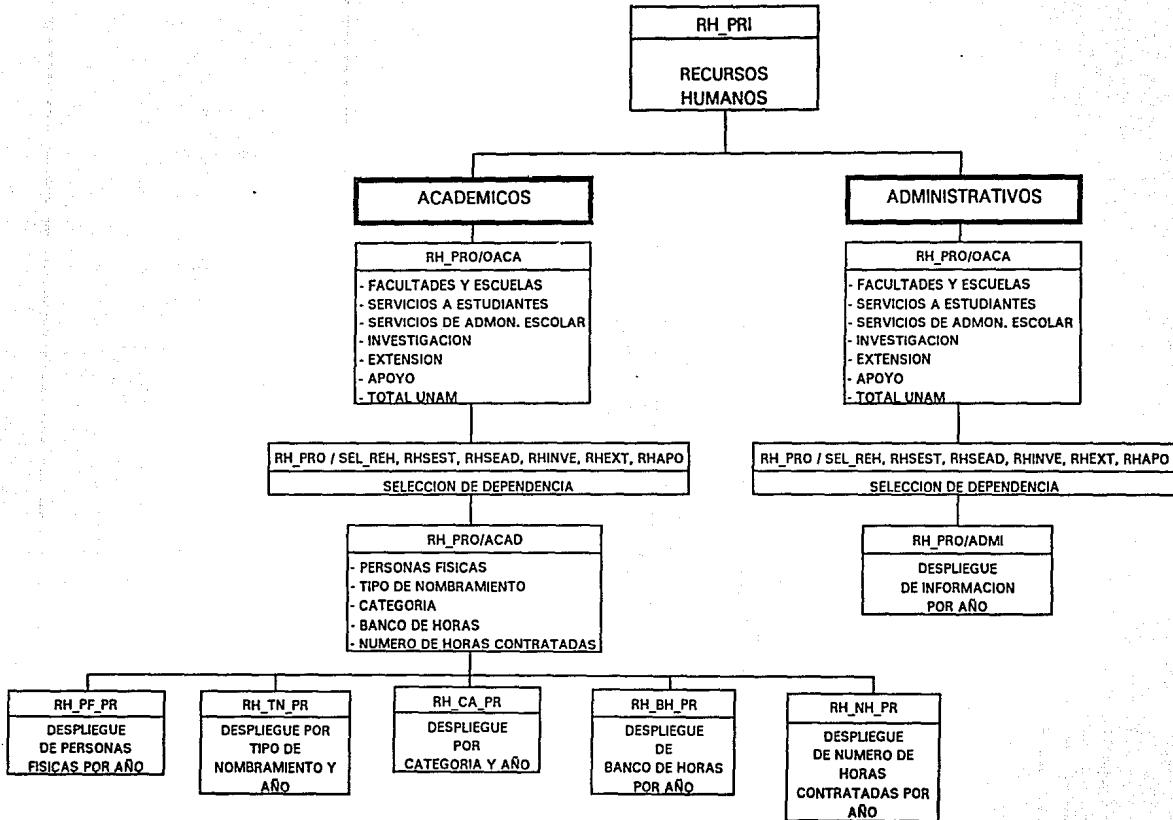 RH_PRI
RECURSOS
HUMANOS
ACADEMICOS
ADMINISTRATIVOS
RH_PRO/OACA
- FACULTADES Y ESCUELAS
- SERVICIOS A ESTUDIANTES
- SERVICIOS DE ADMON. ESCOLAR
- INVESTIGACION
- EXTENSION
- APOYO
- TOTAL UNAM
RH_PRO/OACA
- FACULTADES Y ESCUELAS
- SERVICIOS A ESTUDIANTES
- SERVICIOS DE ADMON. ESCOLAR
- INVESTIGACION
- EXTENSION
- APOYO
- TOTAL UNAM
RH_PRO / SEL_REH, RHSEST, RHSEAD, RHINVE, RHEXT, RHAPO
SELECCION DE DEPENDENCIA
RH_PRO / SEL_REH, RHSEST, RHSEAD, RHINVE, RHEXT, RHAPO
SELECCION DE DEPENDENCIA
RH_PRO/ACAD
- PERSONAS FISICAS
- TIPO DE NOMBRAMIENTO
- CATEGORIA
- BANCO DE HORAS
- NUMERO DE HORAS CONTRATADAS
RH_PRO/ADMI
DESPLIEGUE
DE INFORMACION
POR AÑO
RH_PF_PR
DESPLIEGUE
DE PERSONAS
FISICAS POR AÑO
RH_TN_PR
DESPLIEGUE POR
TIPO DE
NOMBRAMIENTO Y
AÑO
RH_CA_PR
DESPLIEGUE
POR
CATEGORIA Y AÑO
RH_BH_PR
DESPLIEGUE
DE
BANCO DE HORAS
POR AÑO
RH_NH_PR
DESPLIEGUE
DE NUMERO DE
HORAS
CONTRATADAS POR
AÑO